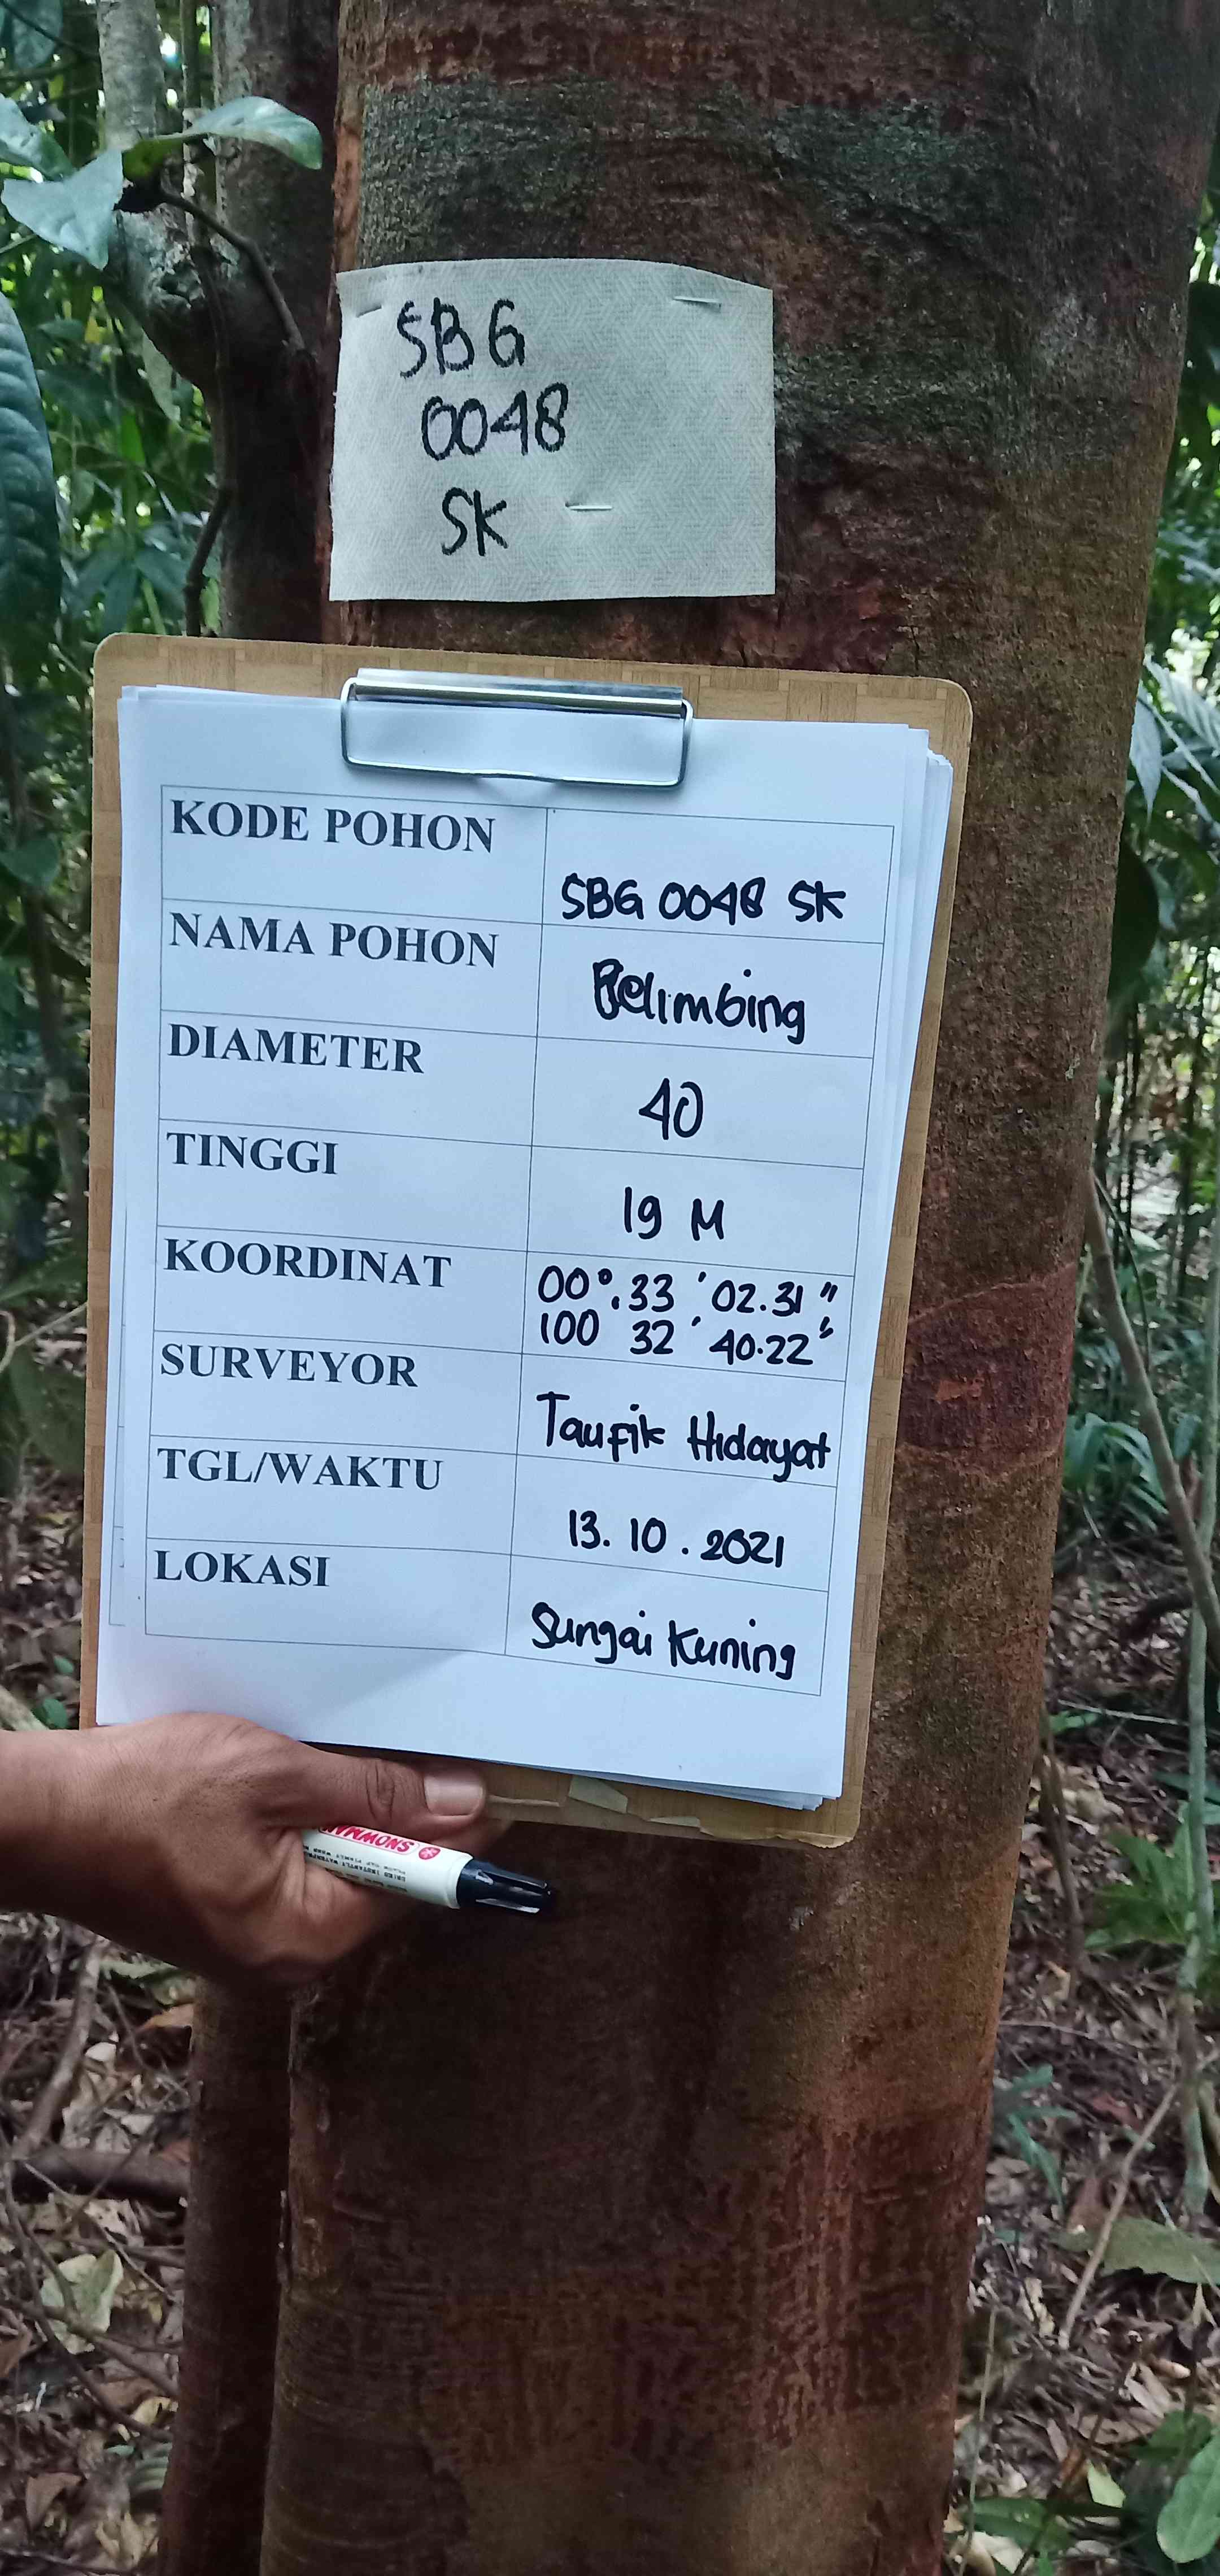 SBG
0048
SK
KODE POHON
SBG 0048 SK
NAMA POHON
Belimbing
DIAMETER
40
TINGGI
19 M
KOORDINAT
00°.33 ' 02.31 "
100 32 ' 40.22 "
SURVEYOR
Taufik Hidayat
TGL/WAKTU
13.10.2021
LOKASI
Sungai Kuning
SNOWMAN